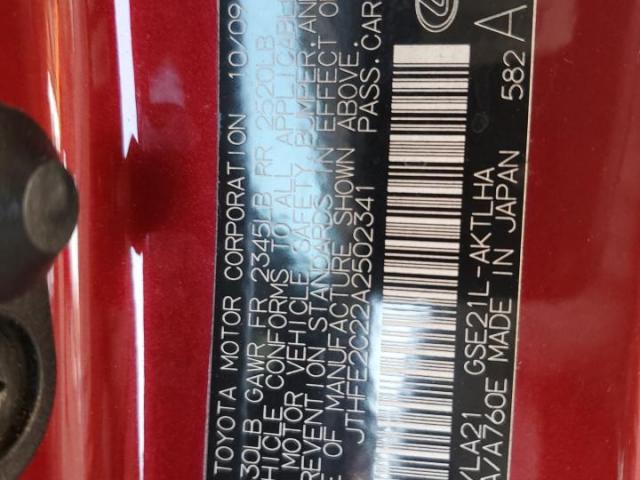 TOYOTA MOTOR CORPORATION 10/09
30LB GAWR FR 2345LB RR 2520LB
HICLE CONFORMS TO ALL APPLICABLE
MOTOR VEHICLE SAFETY, BUMPER, AND
REVENTION STANDARDS IN EFFECT O
OF MANUFACTURE SHOWN ABOVE.
JTHFE2C22A2502341 PASS.CAR
YLA21 GSE21L-AKTLHA 582 A
A/A760E MADE IN JAPAN